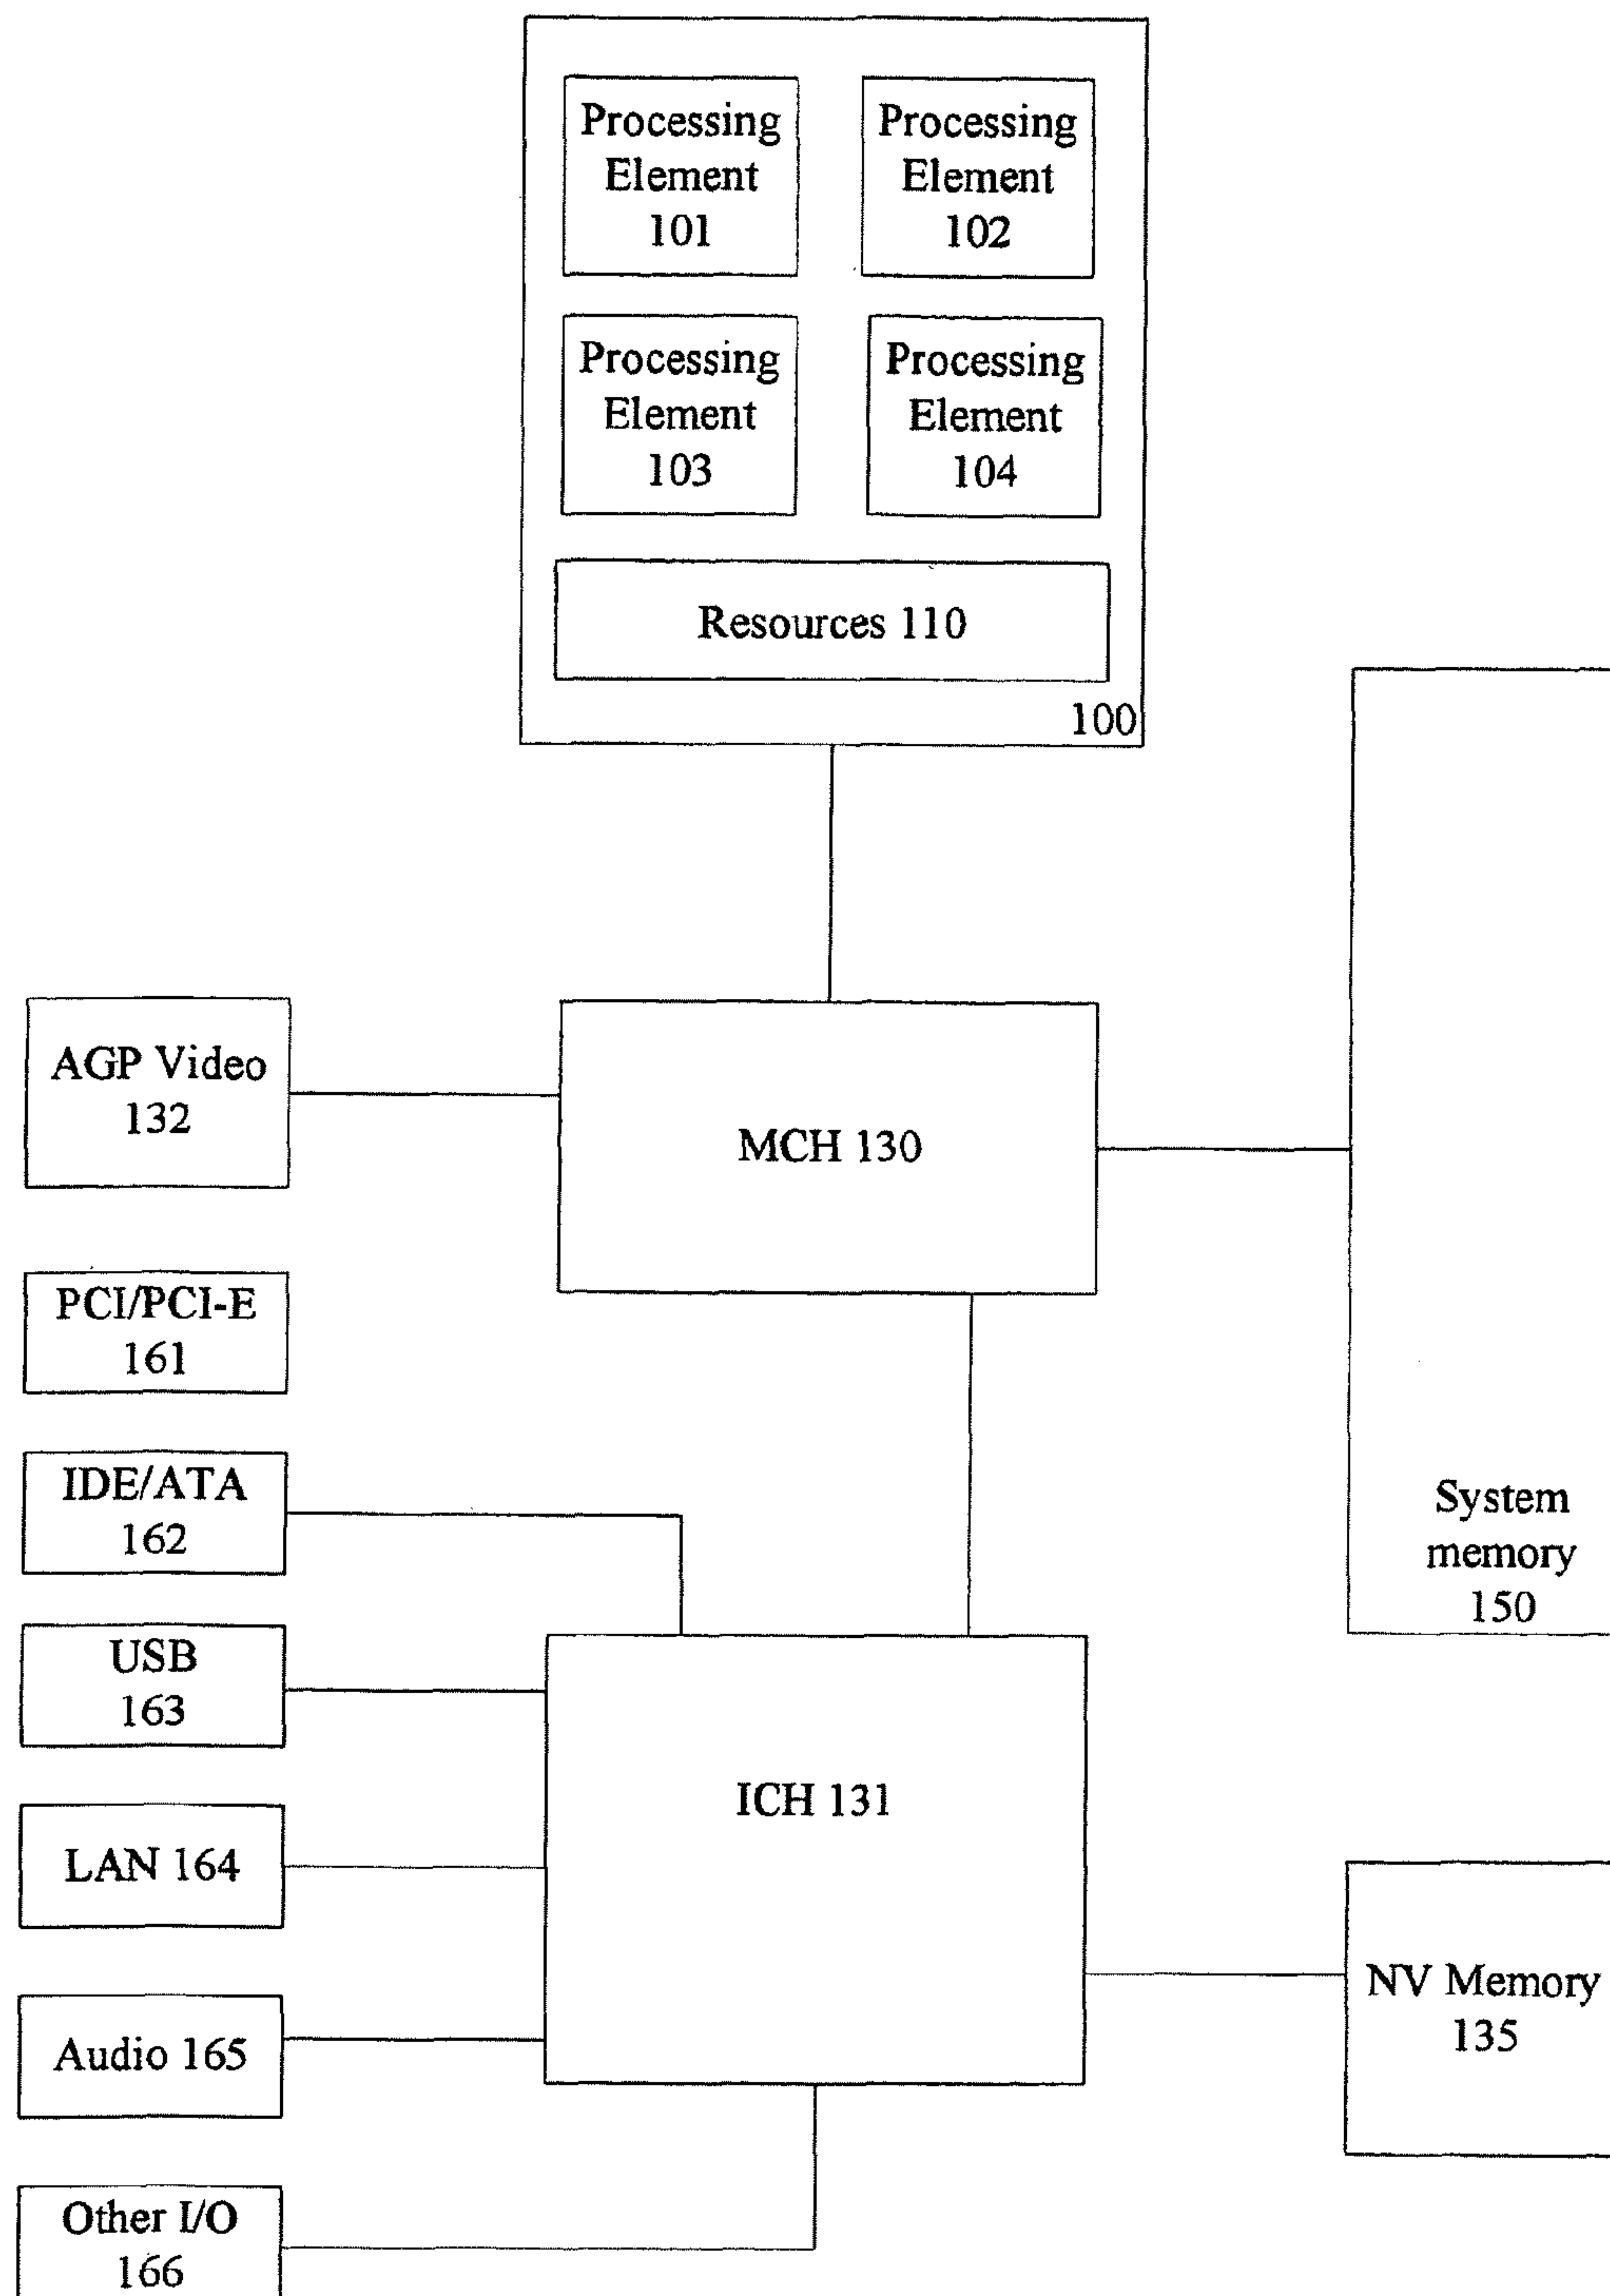 Processing
Element
101
Processing
Element
102
Processing
Element
103
Processing
Element
104
Resources 110
100
AGP Video
132
MCH 130
PCI/PCI-E
161
IDE/ATA
162
System
memory
150
USB
163
ICH 131
LAN 164
NV Memory
135
Audio 165
Other I/O
166